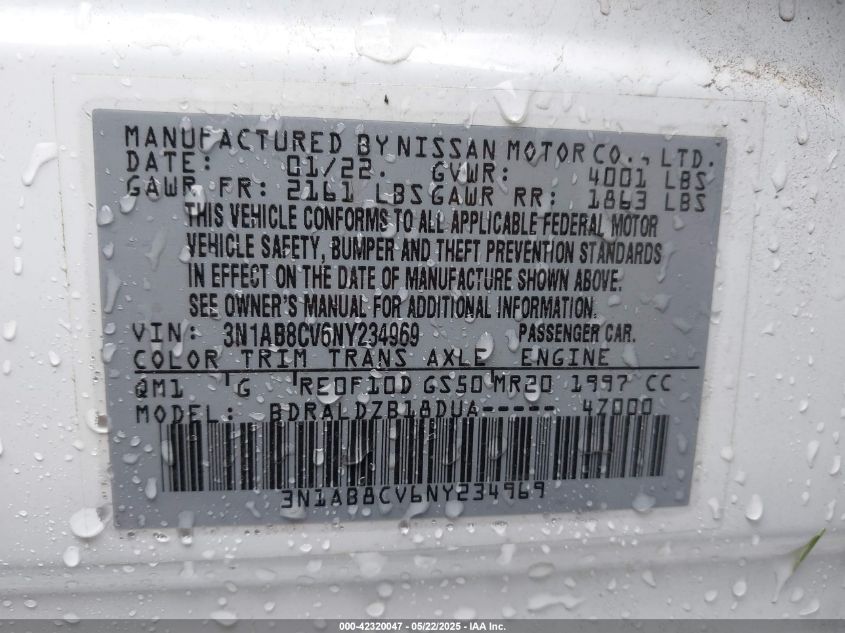 MANUFACTURED BY NISSAN MOTOR CO., LTD.
DATE: 01/22. GVWR: 4001 LBS
GAWR FR: 2161 LBS GAWR RR: 1863 LBS
THIS VEHICLE CONFORMS TO ALL APPLICABLE FEDERAL MOTOR
VEHICLE SAFETY, BUMPER AND THEFT PREVENTION STANDARDS
IN EFFECT ON THE DATE OF MANUFACTURE SHOWN ABOVE.
SEE OWNER'S MANUAL FOR ADDITIONAL INFORMATION.
VIN: 3N1AB8CV6NY234969 PASSENGER CAR.
COLOR TRIM TRANS AXLE ENGINE
QM1 G RE0F10D GS50 MR20 1997 CC
MODEL: BDRALDZB18DUA----- 47000
3N1AB8CV6NY234969
000-42320047 - 05/22/2025 - IAA Inc.